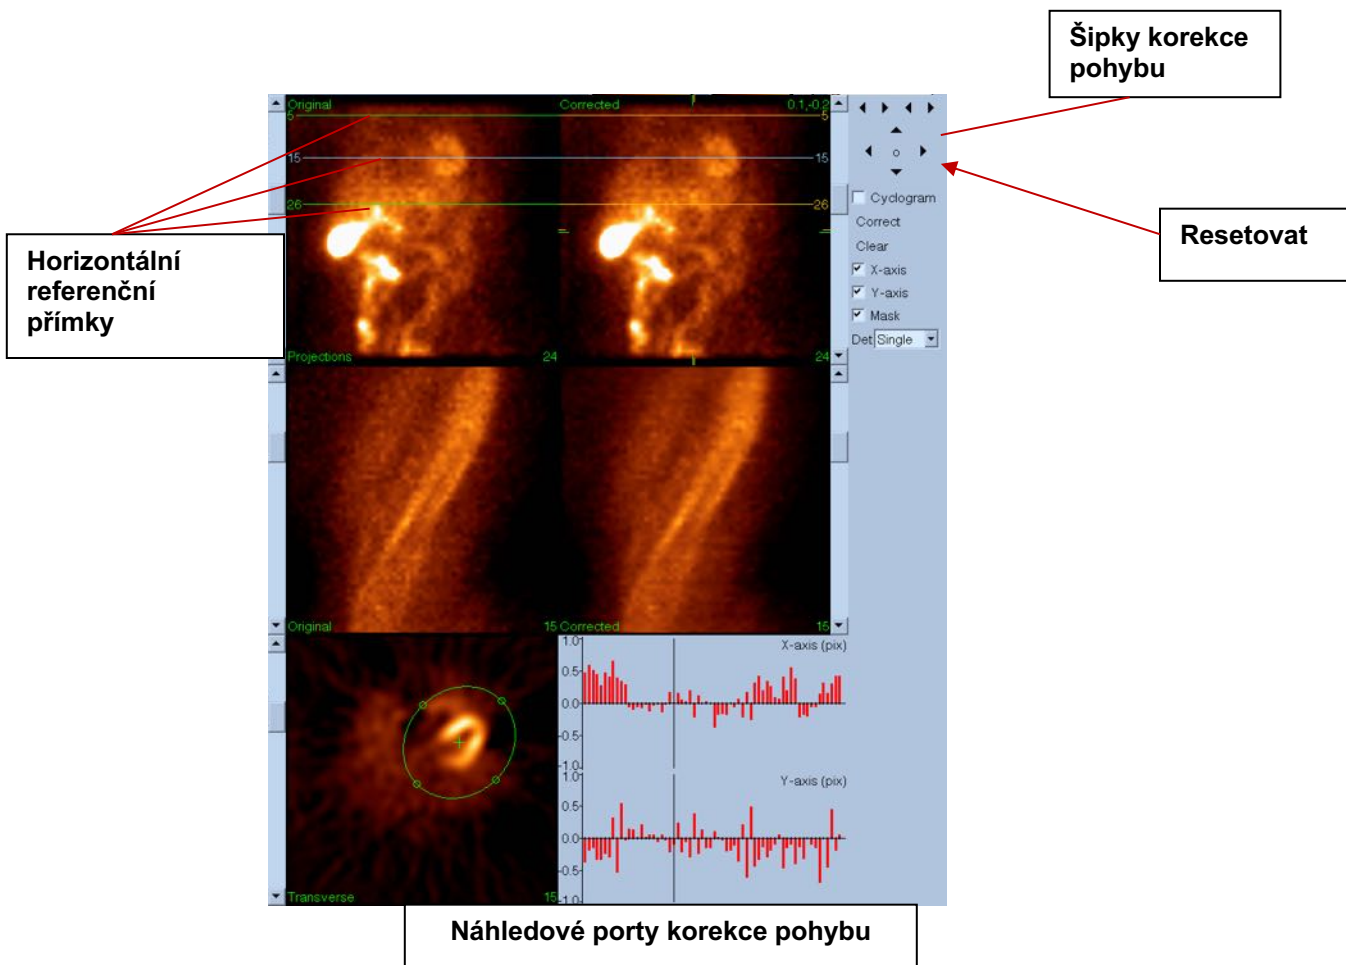 Šipky korekce
pohybu
Original
Corrected
0.1,-0.2
5
5
15
15
26
26
Cyclogram
Correct
Clear
X-axis
Y-axis
Mask
Det Single
Resetovat
Horizontální
referenční
přímky
Projections
24
24
Original
15
Corrected
15
1.0
X-axis (pix)
0.5
0.0
-0.5
-1.0
1.0
Y-axis (pix)
0.5
0.0
-0.5
-1.0
Transverse
15
Náhledové porty korekce pohybu